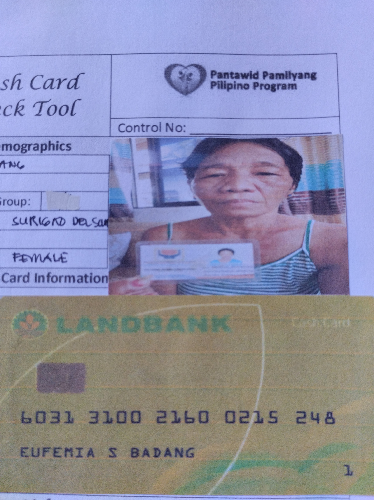 sh Card
ck Tool
Pantawid Pamilyang
Pilipino Program
Control No:
mographics
ANG
Group:
SURIGAO DEL
FEMALE
Card Information
LANDBANK
Cash Card
6031 3100 2160 0215 248
EUFEMIA S BADANG
1